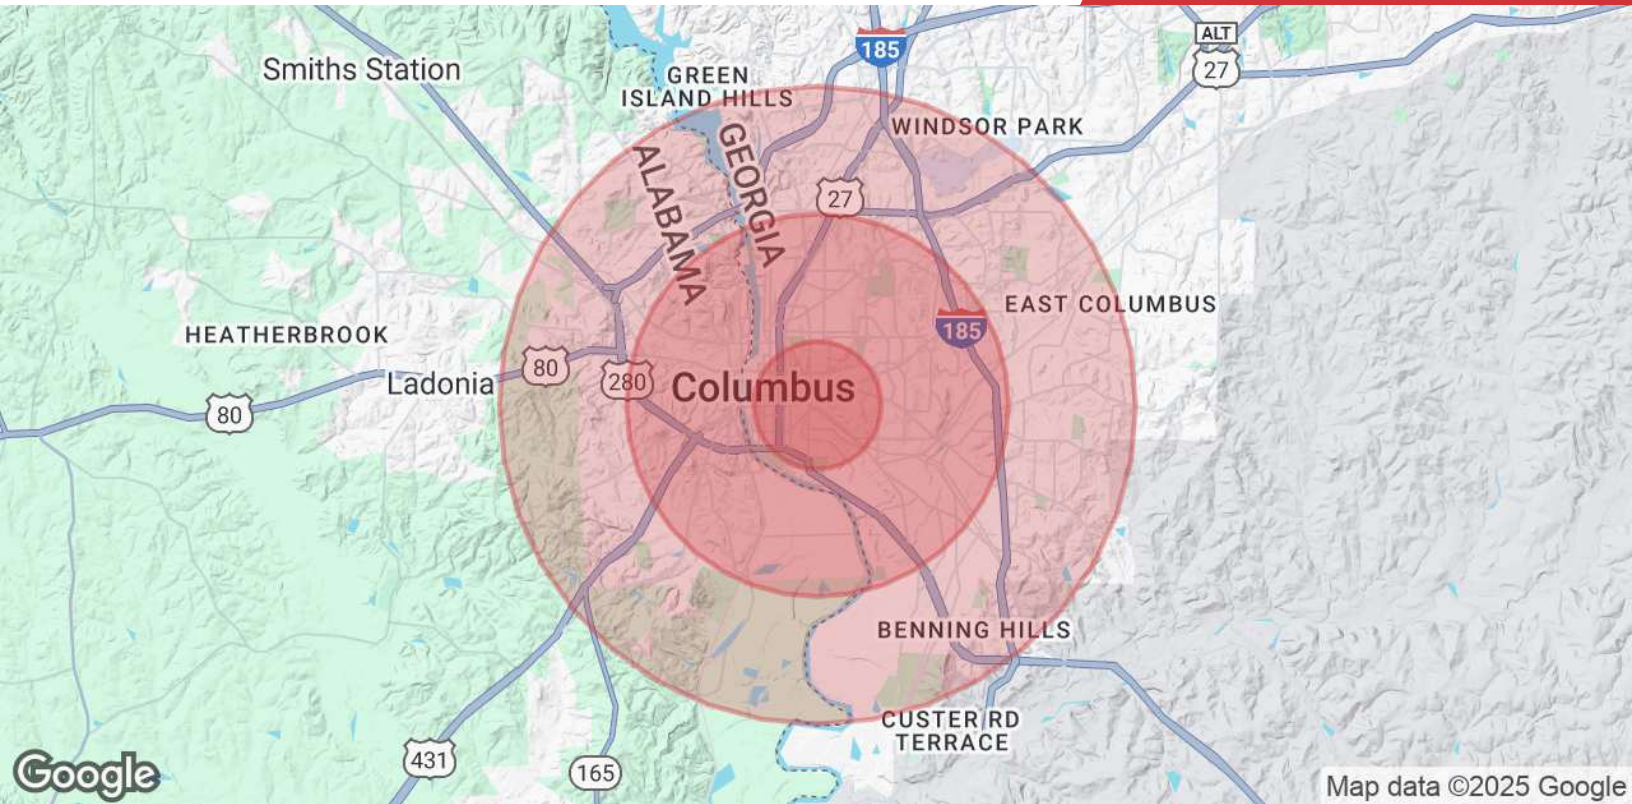 185
ALT
27
Smiths Station
GREEN
ISLAND HILLS
WINDSOR PARK
GEORGIA
ALABAMA
27
EAST COLUMBUS
185
HEATHERBROOK
80
280
Ladonia
Columbus
80
BENNING HILLS
CUSTER RD
TERRACE
431
165
Google
Map data ©2025 Google